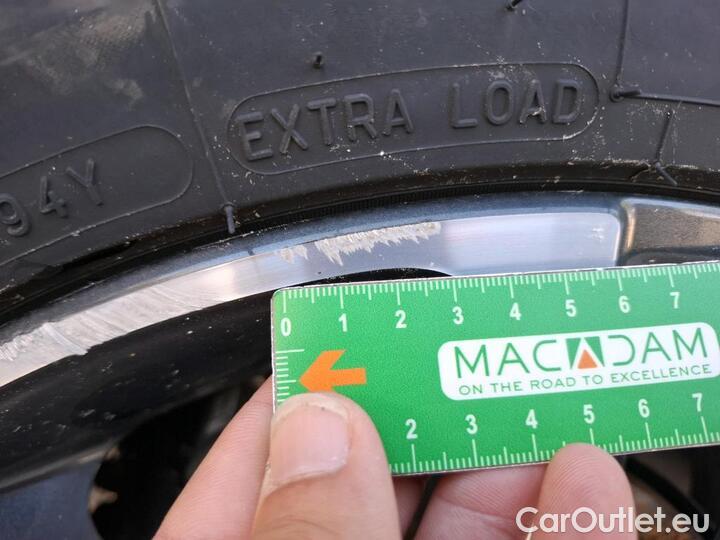 EXTRA LOAD
94Y
0 1 2 3 4 5 6 7
MACADAM
ON THE ROAD TO EXCELLENCE
2 3 4 5 6 7
CarOutlet.eu